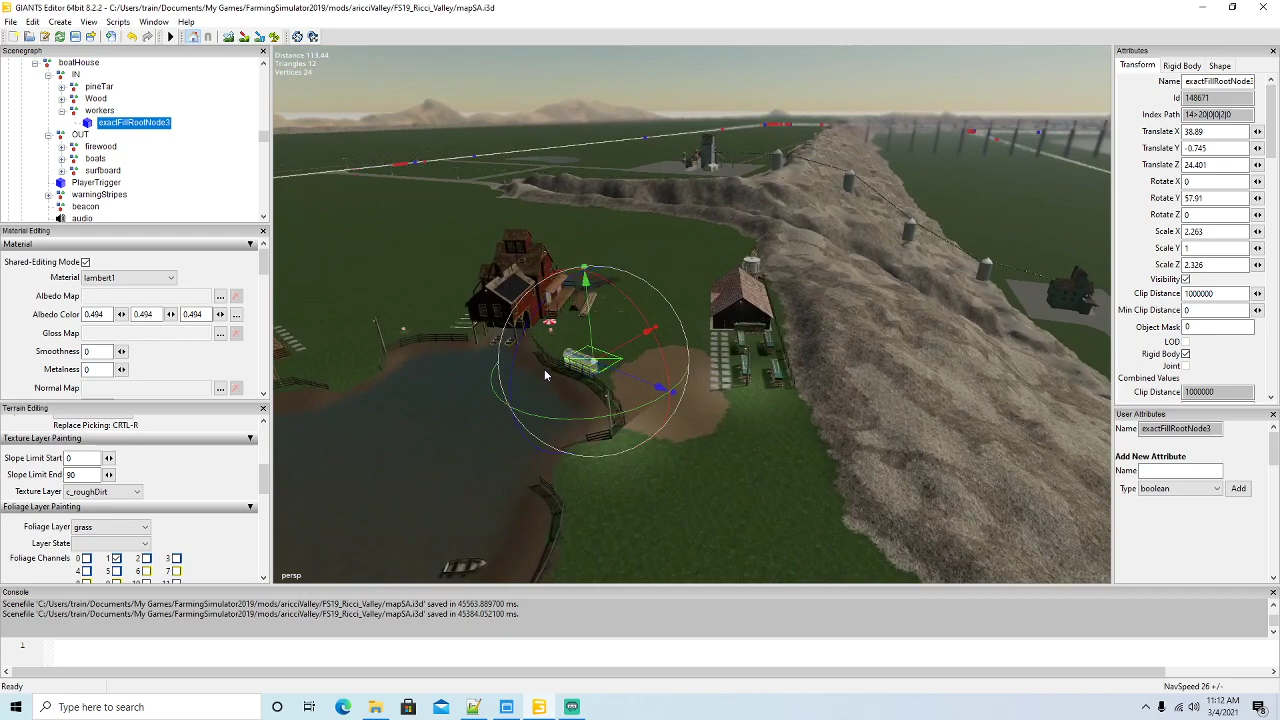 GIANTS Editor 64bit 8.2.2 - C:/Users/train/Documents/My Games/FarmingSimulator2019/mods/aricciValley/FS19_Ricci_Valley/mapSA.i3d*
File Edit Create View Scripts Window Help
Scenegraph
boatHouse
IN
pineTar
Wood
workers
exactFillRootNode3
OUT
firewood
boats
surfboard
PlayerTrigger
warningStripes
beacon
audio
Material Editing
Material
Shared-Editing Mode
Material lambert1
Albedo Map ...
Albedo Color 0.494 0.494 0.494 ...
Gloss Map ...
Smoothness 0
Metalness 0
Normal Map ...
Terrain Editing
Replace Picking: CRTL-R
Texture Layer Painting
Slope Limit Start 0
Slope Limit End 90
Texture Layer c_roughDirt
Foliage Layer Painting
Foliage Layer grass
Layer State
Foliage Channels 0 1 2 3
4 5 6 7
Distance 113.44
Triangles 12
Vertices 24
persp
Attributes
Transform Rigid Body Shape
Name exactFillRootNode3
Id 148671
Index Path 14>20|0|0|2|0
Translate X 38.89
Translate Y -0.745
Translate Z 24.401
Rotate X 0
Rotate Y 57.91
Rotate Z 0
Scale X 2.263
Scale Y 1
Scale Z 2.326
Visibility
Clip Distance 1000000
Min Clip Distance 0
Object Mask 0
LOD
Rigid Body
Joint
Combined Values
Clip Distance 1000000
User Attributes
Name exactFillRootNode3
Add New Attribute
Name
Type boolean Add
Console
Scenefile 'C:/Users/train/Documents/My Games/FarmingSimulator2019/mods/aricciValley/FS19_Ricci_Valley/mapSA.i3d' saved in 45563.889700 ms.
Scenefile 'C:/Users/train/Documents/My Games/FarmingSimulator2019/mods/aricciValley/FS19_Ricci_Valley/mapSA.i3d' saved in 45384.052100 ms.
1
Ready
NavSpeed 26 +/-
Type here to search
11:12 AM
3/4/2021